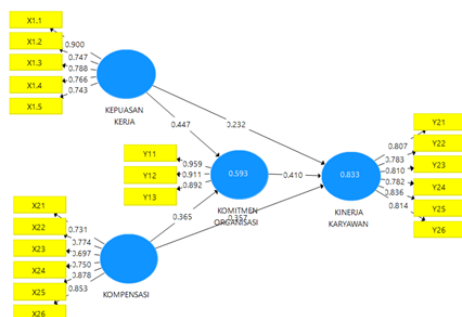 X1.1
X1.2
X1.3
X1.4
X1.5
0.900
0.747
0.788
0.766
0.743
KEPUASAN
KERJA
0.447
0.232
Y11
Y12
Y13
0.959
0.911
0.892
0.593
KOMITMEN
ORGANISASI
0.410
0.833
KINERJA
KARYAWAN
0.807
0.783
0.810
0.782
0.836
0.814
Y21
Y22
Y23
Y24
Y25
Y26
X21
X22
X23
X24
X25
X26
0.731
0.774
0.697
0.750
0.878
0.853
KOMPENSASI
0.365
0.357